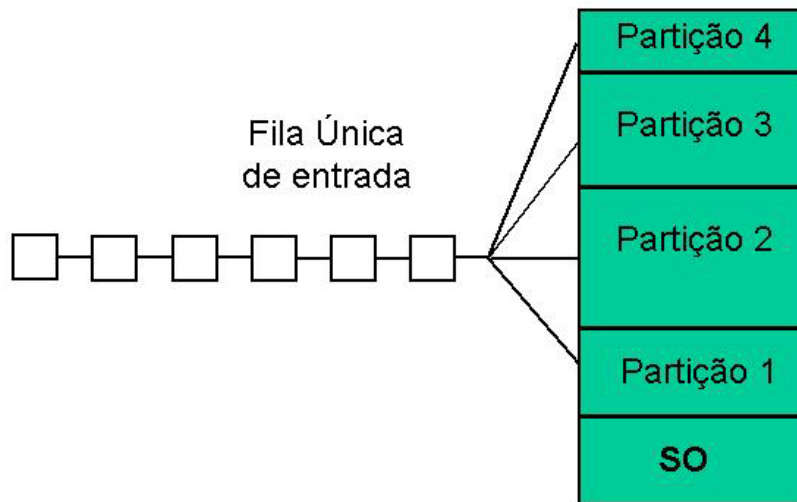 Fila Única
de entrada
Partição 4
Partição 3
Partição 2
Partição 1
SO